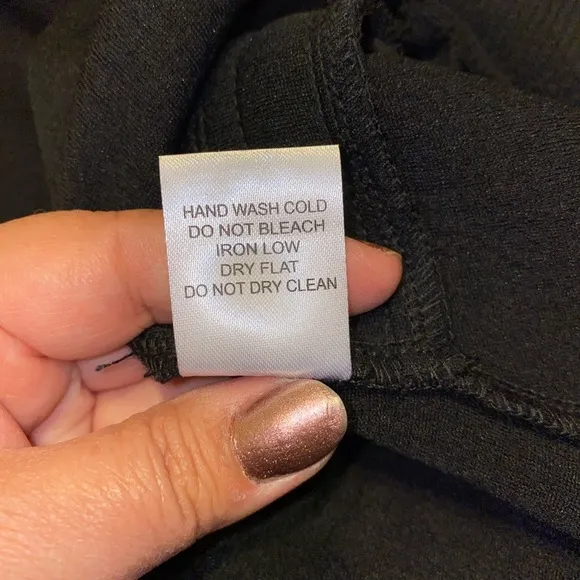 HAND WASH COLD
DO NOT BLEACH
IRON LOW
DRY FLAT
DO NOT DRY CLEAN